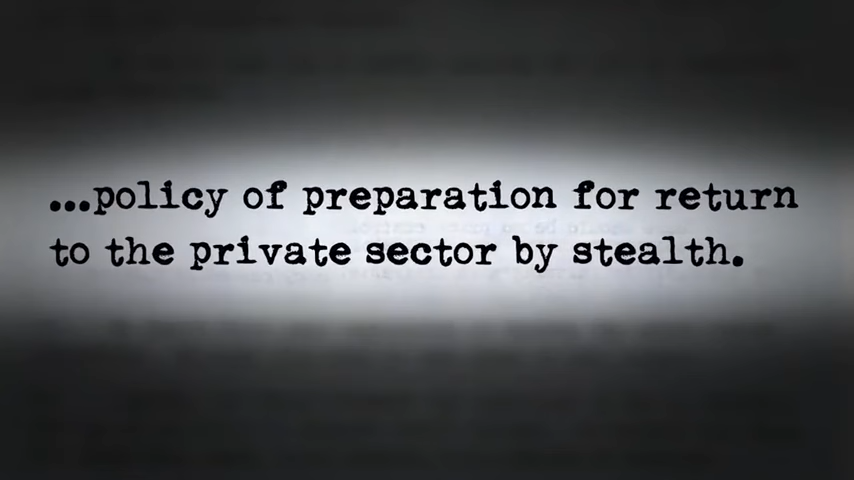 ...policy of preparation for return
to the private sector by stealth.